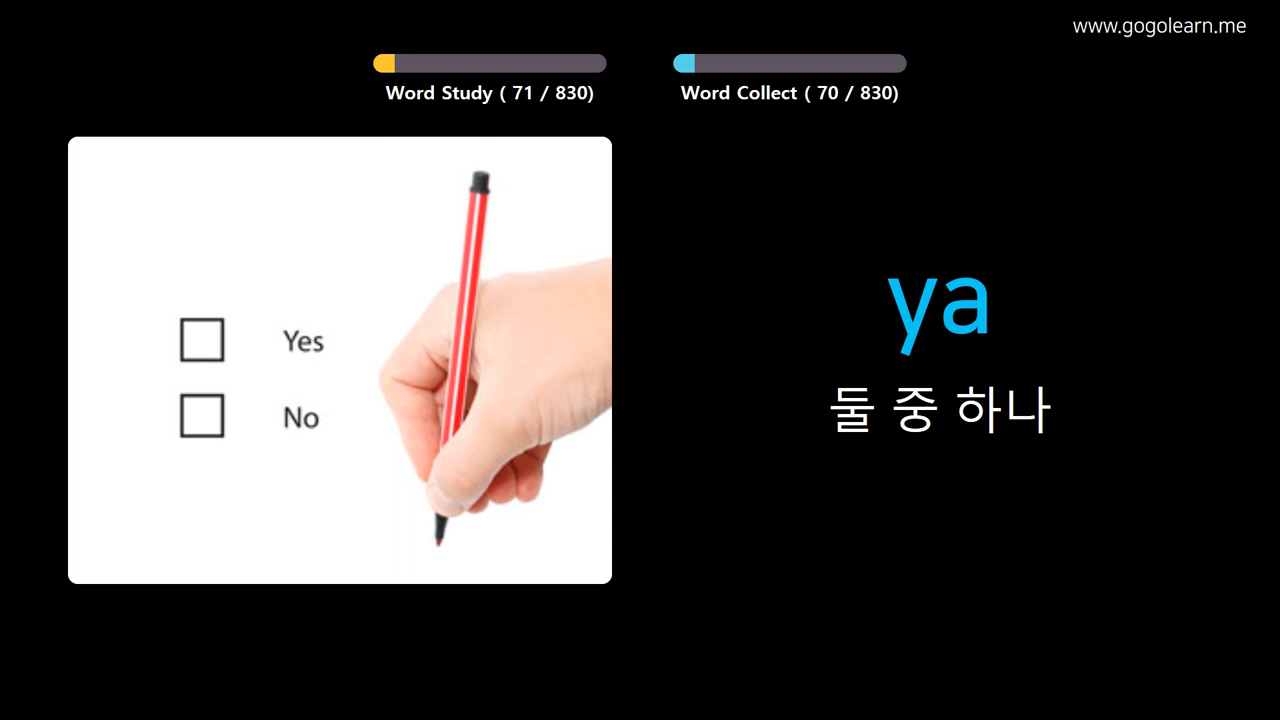 www.gogolearn.me
Word Study ( 71 / 830)
Word Collect ( 70 / 830)
Yes
No
ya
둘 중 하나